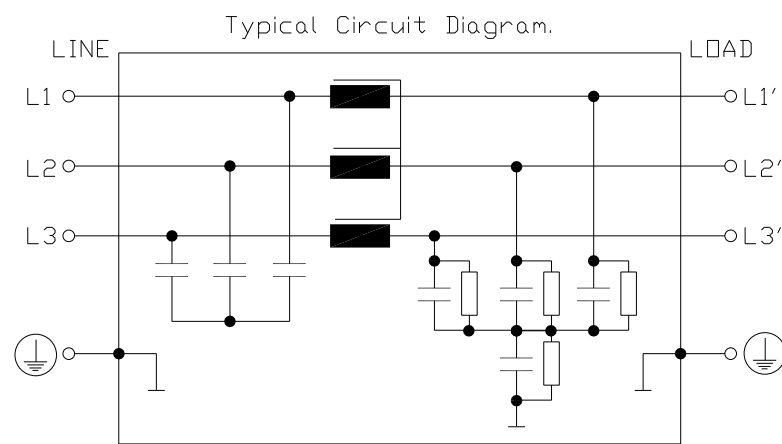 Typical Circuit Diagram.
LINE LOAD
L1 L1'
L2 L2'
L3 L3'